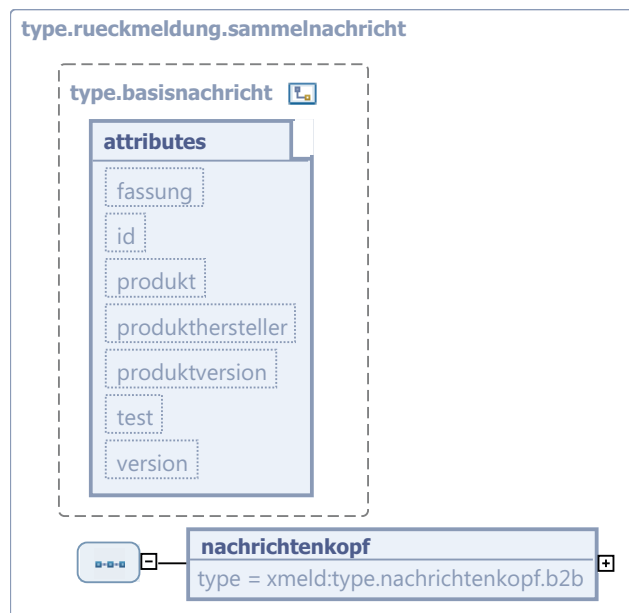 type.rueckmeldung.sammelnachricht
type.basisnachricht
attributes
fassung
id
produkt
produkthersteller
produktversion
test
version
nachrichtenkopf
type = xmeld:type.nachrichtenkopf.b2b